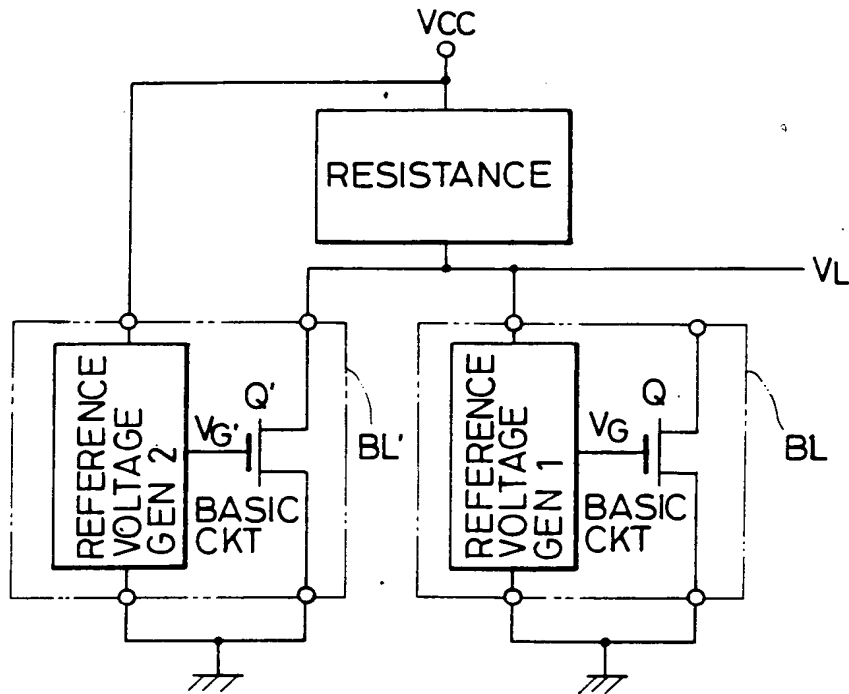 VCC
RESISTANCE
VL
REFERENCE
VOLTAGE
GEN 2
VG'
Q'
BASIC
CKT
BL'
REFERENCE
VOLTAGE
GEN 1
VG
Q
BASIC
CKT
BL